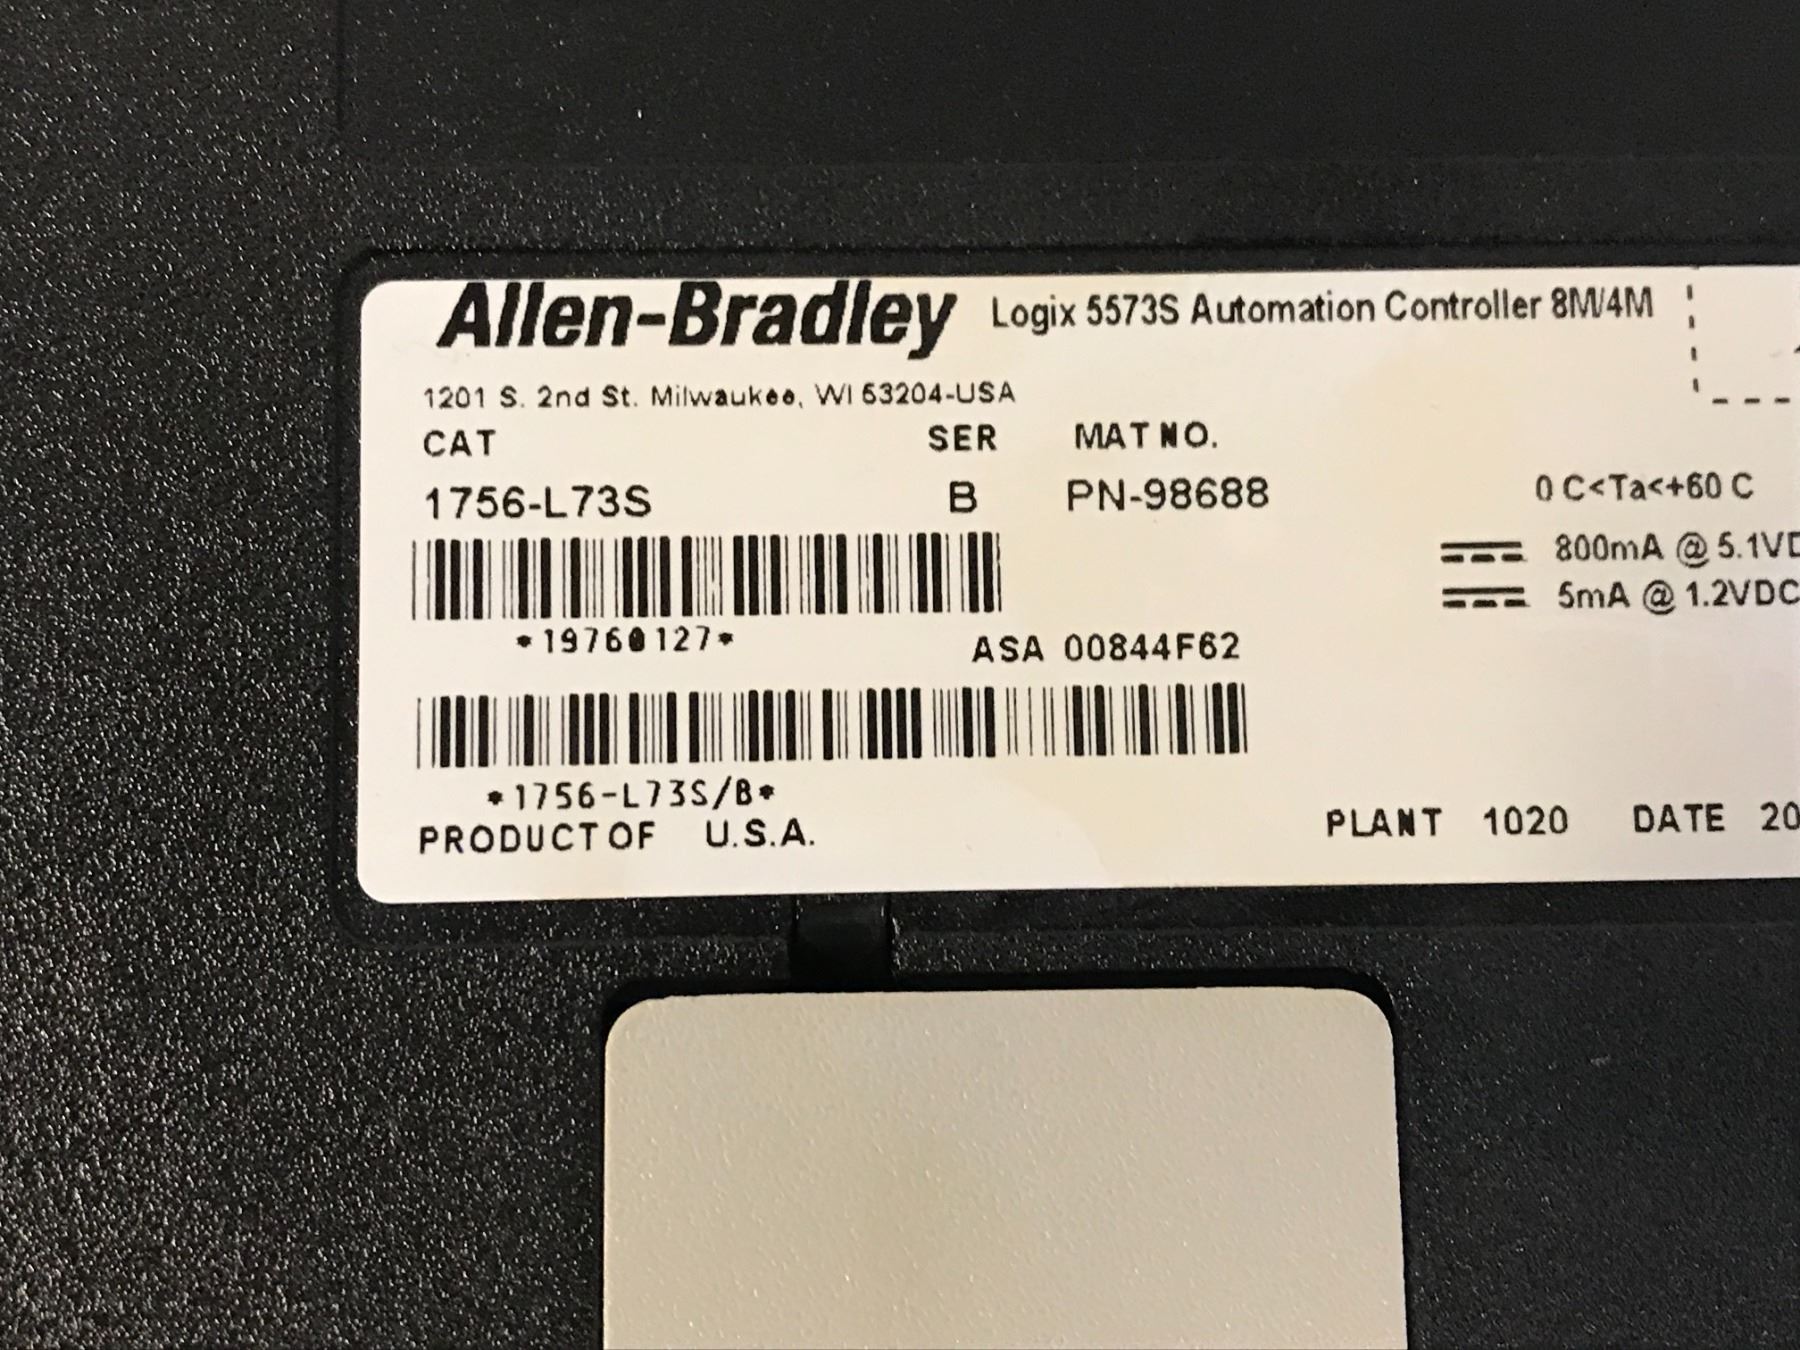 Allen-Bradley Logix 5573S Automation Controller 8M/4M
1201 S. 2nd St. Milwaukee, WI 53204-USA
CAT SER MAT NO.
1756-L73S B PN-98688 0 C<Ta<+60 C
800mA @ 5.1VD
5mA @ 1.2VDC
*19760127* ASA 00844F62
*1756-L73S/B*
PRODUCT OF U.S.A. PLANT 1020 DATE 20